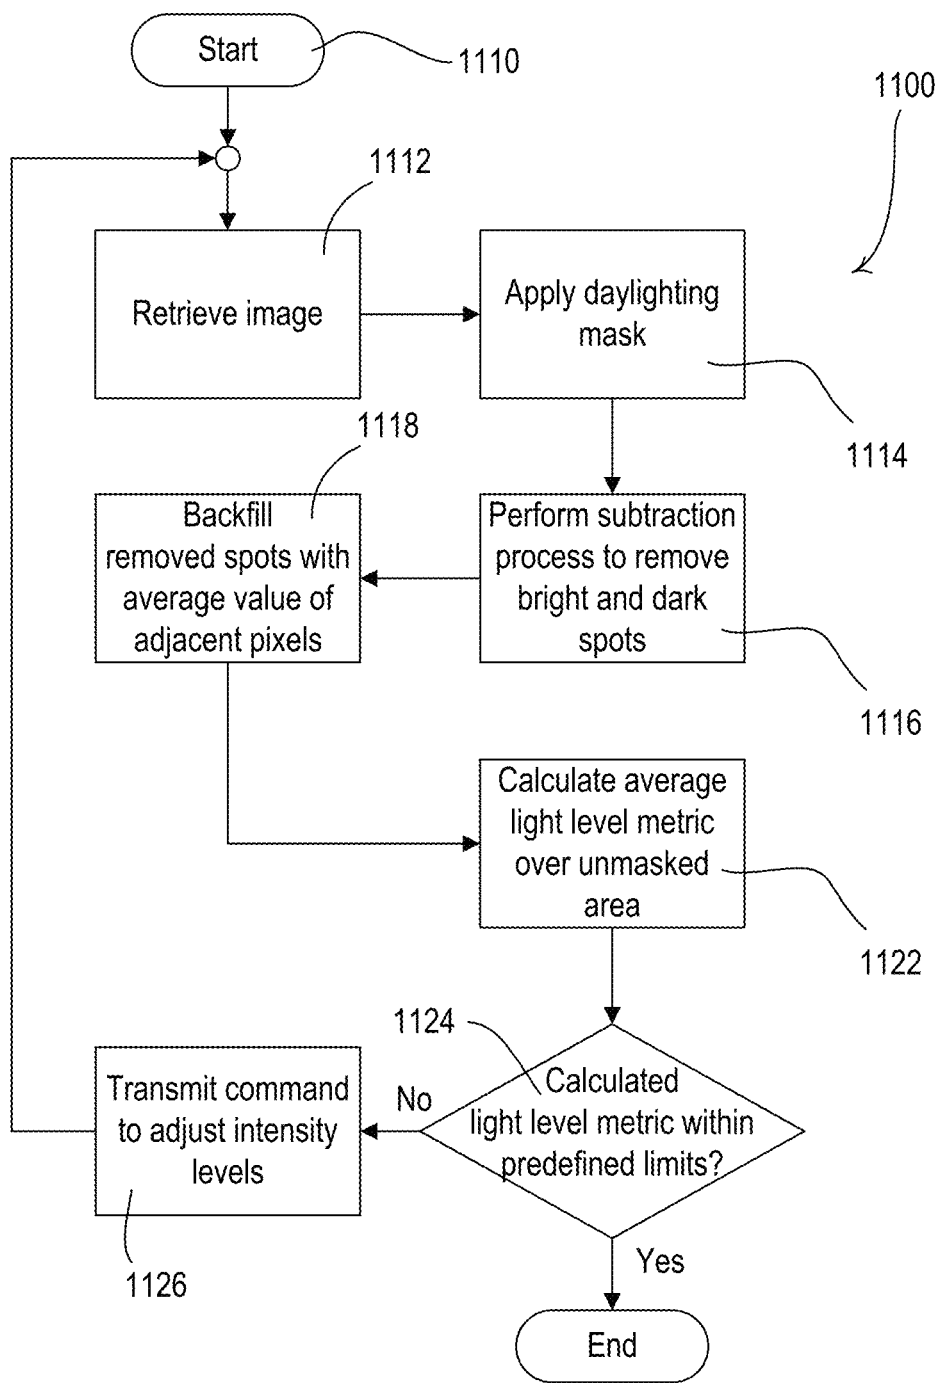 Start
1110
1100
1112
Retrieve image
Apply daylighting
mask
1114
1118
Backfill
removed spots with
average value of
adjacent pixels
Perform subtraction
process to remove
bright and dark
spots
1116
Calculate average
light level metric
over unmasked
area
1122
1124
Calculated
light level metric within
predefined limits?
No
Transmit command
to adjust intensity
levels
1126
Yes
End